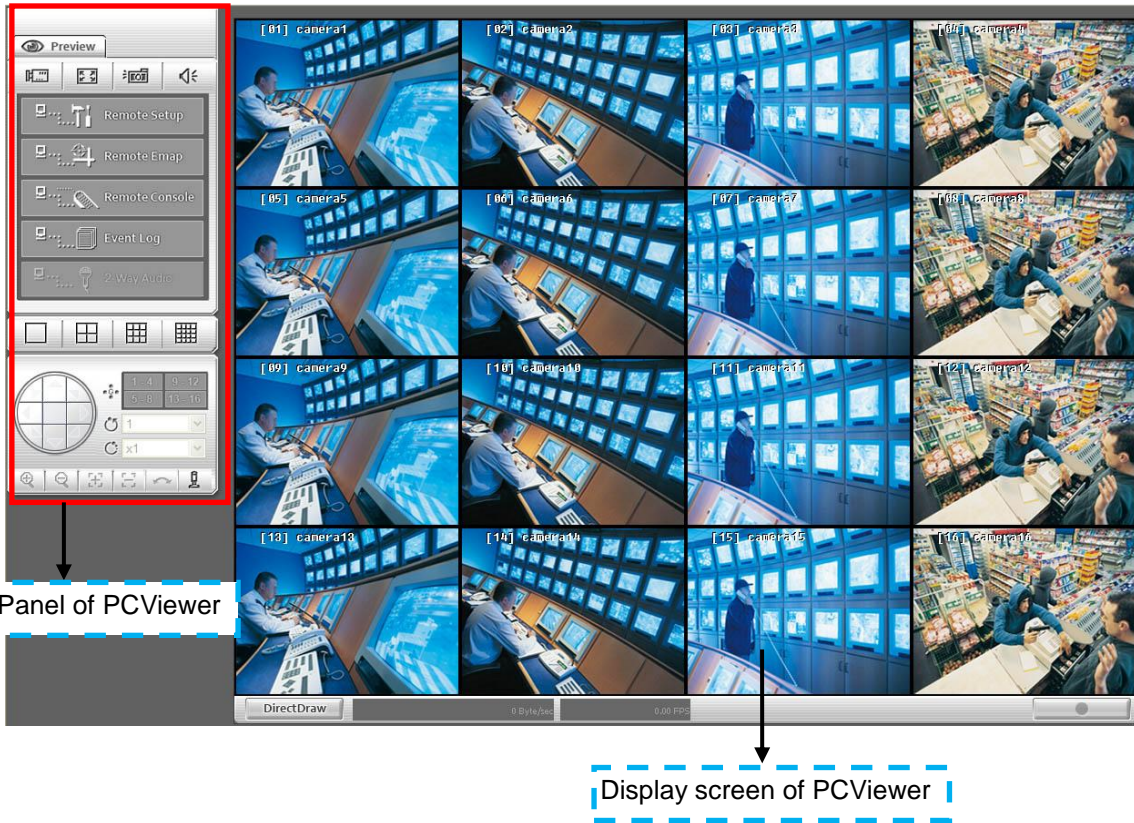 Preview
Remote Setup
Remote Emap
Remote Console
Event Log
2-Way Audio
1 - 4 9 - 12
5 - 8 13 - 16
1
x1
[01] camera1
[02] camera2
[03] camera3
[04] camera4
[05] camera5
[06] camera6
[07] camera7
[08] camera8
[09] camera9
[10] camera10
[11] camera11
[12] camera12
[13] camera13
[14] camera14
[15] camera15
[16] camera16
DirectDraw
0 Byte/sec
0.00 FPS
Panel of PCViewer
Display screen of PCViewer